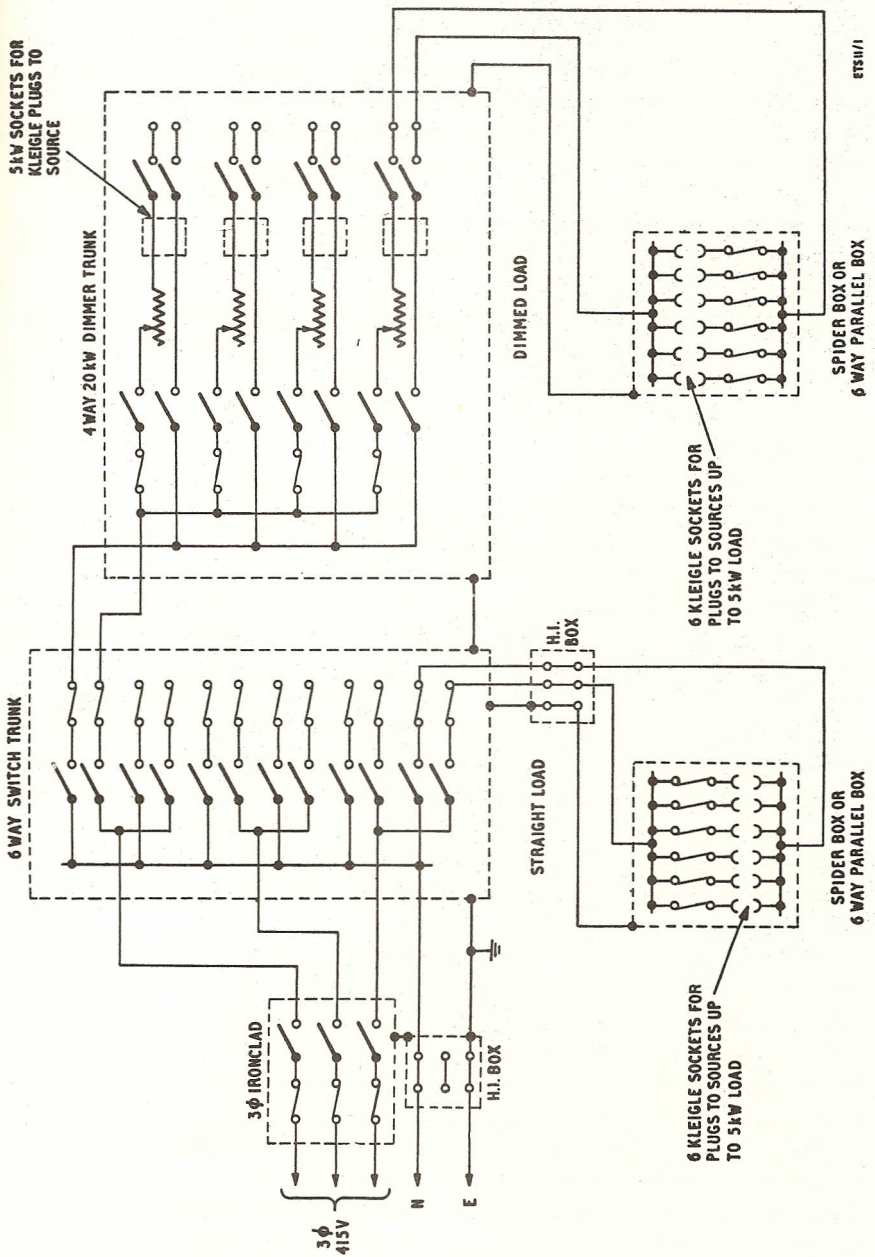 5kW SOCKETS FOR
KLEIGLE PLUGS TO
SOURCE
4 WAY 20kW DIMMER TRUNK
6 WAY SWITCH TRUNK
3ϕ IRONCLAD
3ϕ
415V
N
E
H.I. BOX
STRAIGHT LOAD
H.I.
BOX
DIMMED LOAD
6 KLEIGLE SOCKETS FOR
PLUGS TO SOURCES UP
TO 5kW LOAD
SPIDER BOX OR
6 WAY PARALLEL BOX
6 KLEIGLE SOCKETS FOR
PLUGS TO SOURCES UP
TO 5kW LOAD
SPIDER BOX OR
6 WAY PARALLEL BOX
ETS11/1